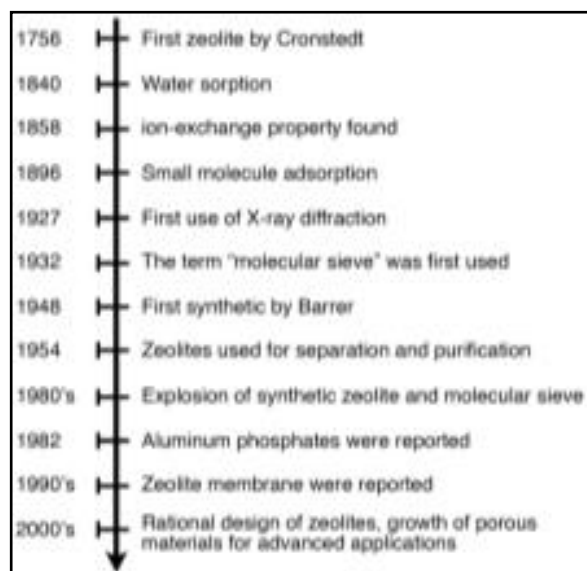 1756 First zeolite by Cronstedt
1840 Water sorption
1858 ion-exchange property found
1896 Small molecule adsorption
1927 First use of X-ray diffraction
1932 The term "molecular sieve" was first used
1948 First synthetic by Barrer
1954 Zeolites used for separation and purification
1980's Explosion of synthetic zeolite and molecular sieve
1982 Aluminum phosphates were reported
1990's Zeolite membrane were reported
2000's Rational design of zeolites, growth of porous
materials for advanced applications